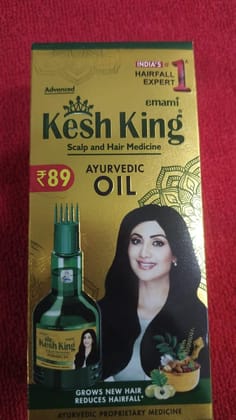 INDIA'S
HAIRFALL
EXPERT
1
Advanced
emami
Kesh King®
Scalp and Hair Medicine
₹89
AYURVEDIC
OIL
Kesh King
GROWS NEW HAIR
REDUCES HAIRFALL*
AYURVEDIC PROPRIETARY MEDICINE